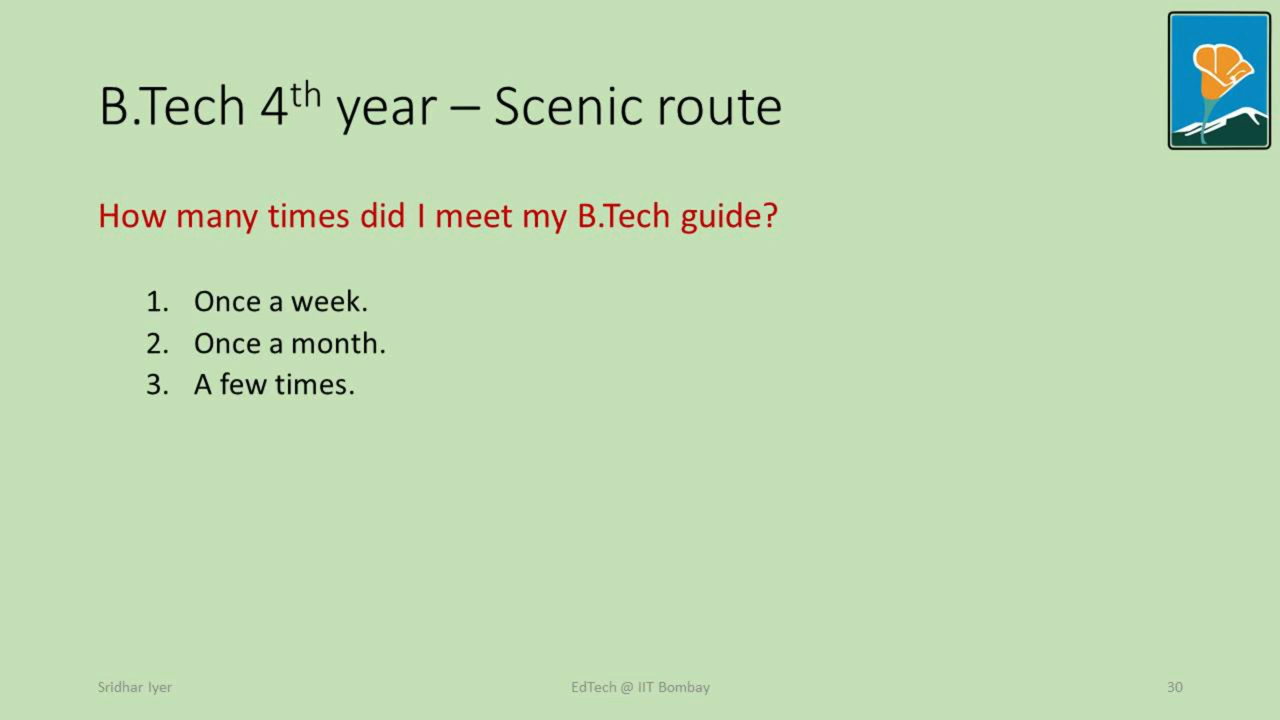 B.Tech 4th year – Scenic route
How many times did I meet my B.Tech guide?
1. Once a week.
2. Once a month.
3. A few times.
Sridhar Iyer EdTech @ IIT Bombay 30